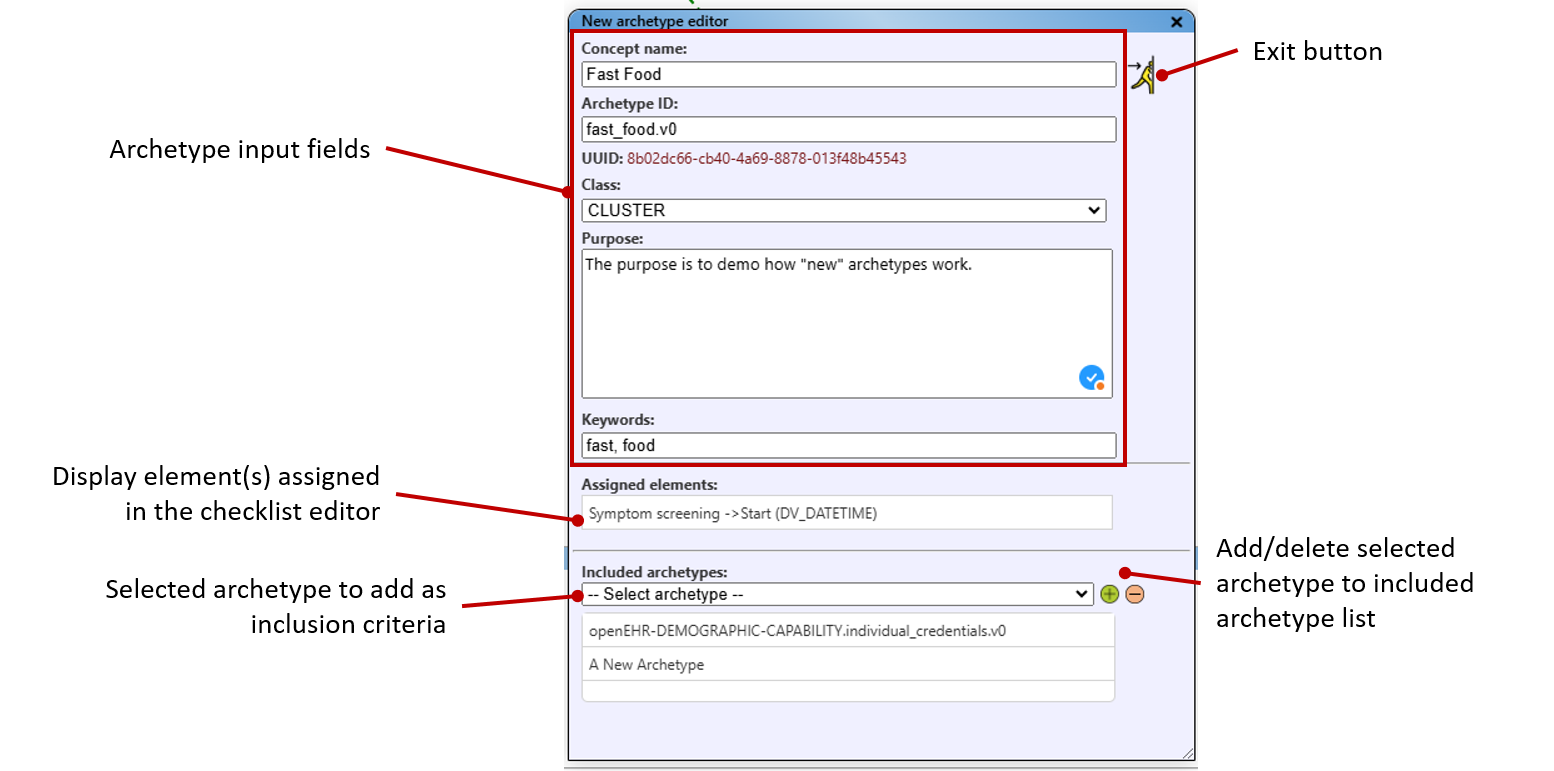 New archetype editor
Concept name:
Fast Food
Exit button
Archetype ID:
fast_food.v0
Archetype input fields
UUID: 8b02dc66-cb40-4a69-8878-013f48b45543
Class:
CLUSTER
Purpose:
The purpose is to demo how "new" archetypes work.
Keywords:
fast, food
Display element(s) assigned
in the checklist editor
Assigned elements:
Symptom screening ->Start (DV_DATETIME)
Add/delete selected
archetype to included
archetype list
Selected archetype to add as
inclusion criteria
Included archetypes:
-- Select archetype --
openEHR-DEMOGRAPHIC-CAPABILITY.individual_credentials.v0
A New Archetype